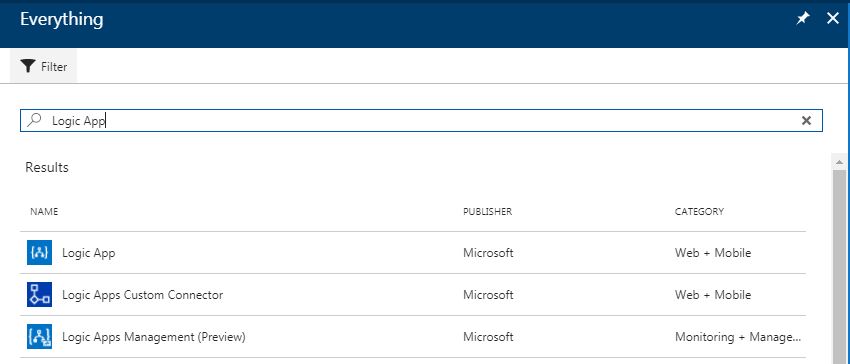 Everything
Filter
Logic App
Results
NAME PUBLISHER CATEGORY
Logic App Microsoft Web + Mobile
Logic Apps Custom Connector Microsoft Web + Mobile
Logic Apps Management (Preview) Microsoft Monitoring + Manage...